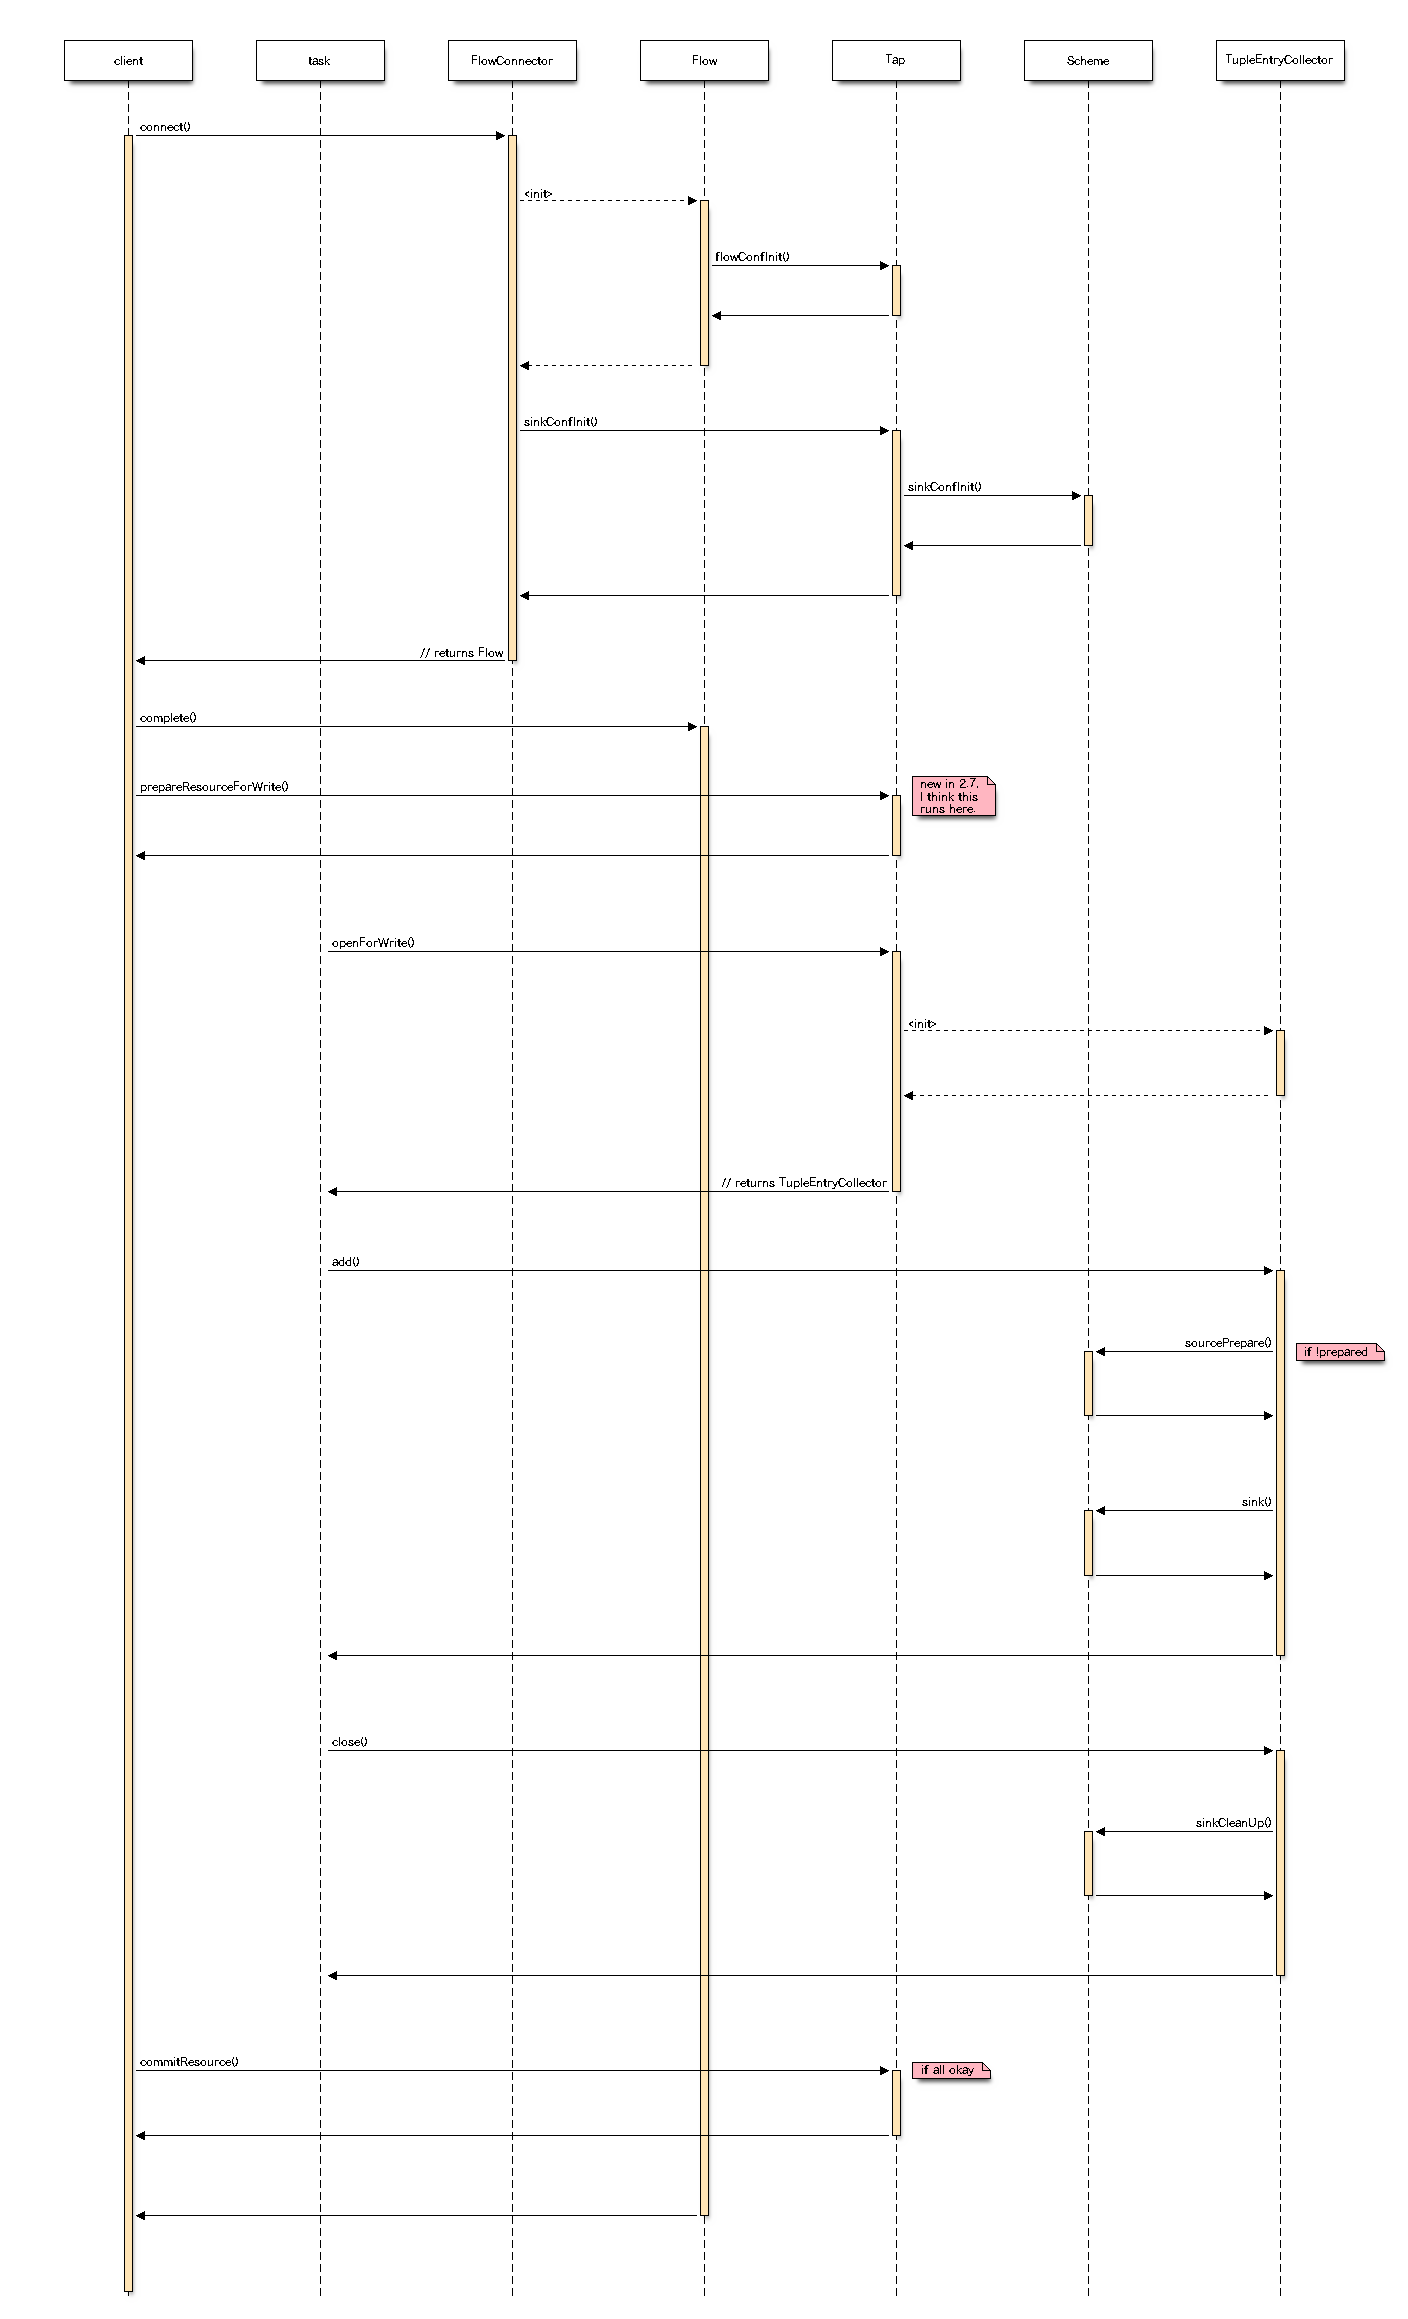 client
task
FlowConnector
Flow
Tap
Scheme
TupleEntryCollector
connect()
<init>
flowConfInit()
sinkConfInit()
sinkConfInit()
// returns Flow
complete()
prepareResourceForWrite()
new in 2.7.
I think this
runs here.
openForWrite()
<init>
// returns TupleEntryCollector
add()
sourcePrepare()
if !prepared
sink()
close()
sinkCleanUp()
commitResource()
if all okay